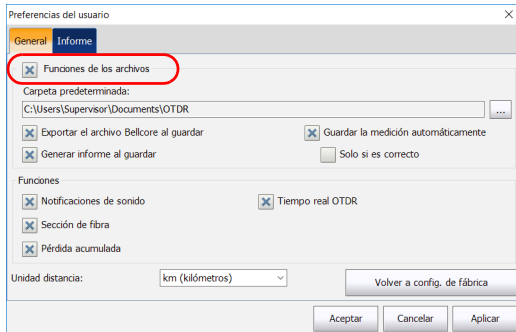 Preferencias del usuario
General Informe
Funciones de los archivos
Carpeta predeterminada:
C:\Users\Supervisor\Documents\OTDR ...
Exportar el archivo Bellcore al guardar Guardar la medición automáticamente
Generar informe al guardar Solo si es correcto
Funciones
Notificaciones de sonido Tiempo real OTDR
Sección de fibra
Pérdida acumulada
Unidad distancia: km (kilómetros) Volver a config. de fábrica
Aceptar Cancelar Aplicar